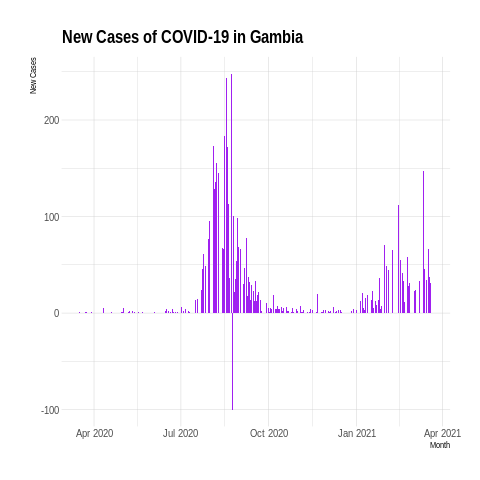 New Cases of COVID-19 in Gambia
New Cases
200
100
0
-100
Apr 2020 Jul 2020 Oct 2020 Jan 2021 Apr 2021
Month